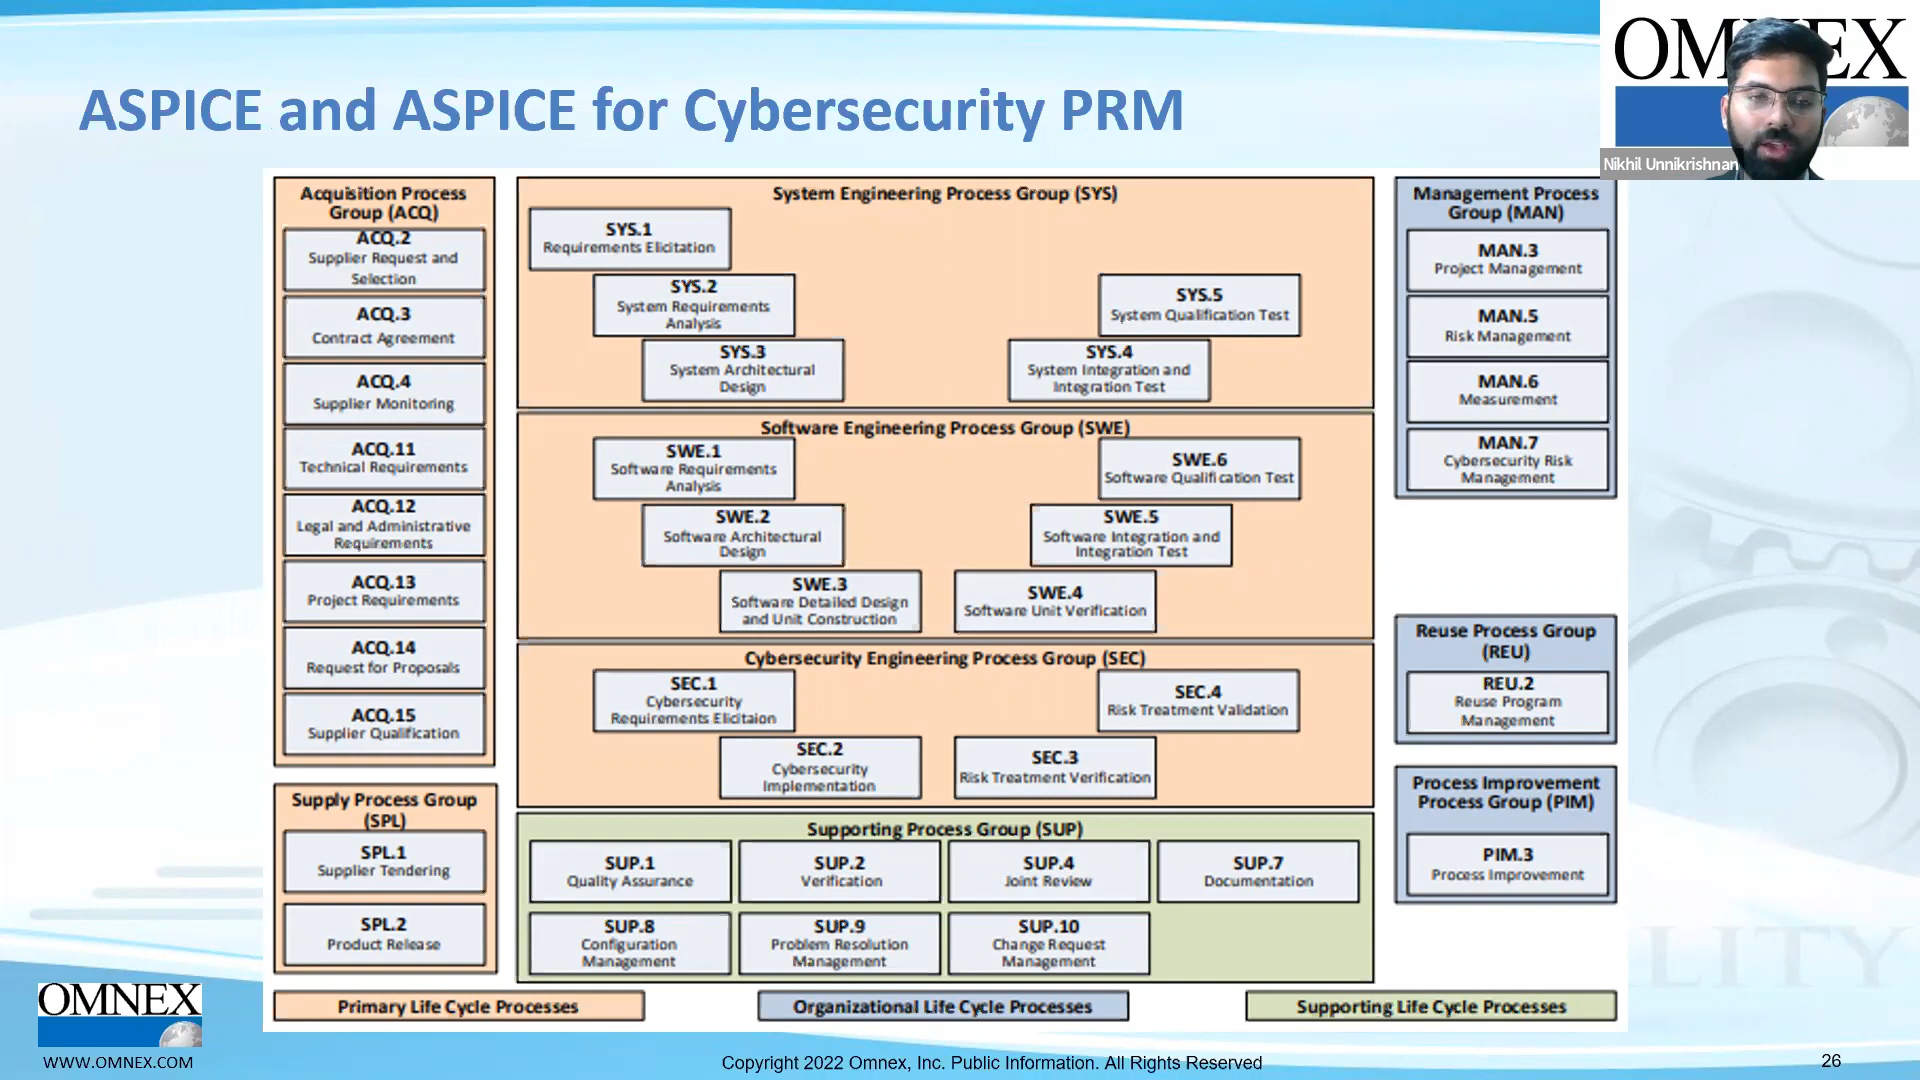 ASPICE and ASPICE for Cybersecurity PRM
Nikhil Unnikrishnan
Acquisition Process
Group (ACQ)
ACQ.2
Supplier Request and
Selection
ACQ.3
Contract Agreement
ACQ.4
Supplier Monitoring
ACQ.11
Technical Requirements
ACQ.12
Legal and Administrative
Requirements
ACQ.13
Project Requirements
ACQ.14
Request for Proposals
ACQ.15
Supplier Qualification
Supply Process Group
(SPL)
SPL.1
Supplier Tendering
SPL.2
Product Release
System Engineering Process Group (SYS)
SYS.1
Requirements Elicitation
SYS.2
System Requirements
Analysis
SYS.3
System Architectural
Design
SYS.5
System Qualification Test
SYS.4
System Integration and
Integration Test
Software Engineering Process Group (SWE)
SWE.1
Software Requirements
Analysis
SWE.2
Software Architectural
Design
SWE.3
Software Detailed Design
and Unit Construction
SWE.6
Software Qualification Test
SWE.5
Software Integration and
Integration Test
SWE.4
Software Unit Verification
Cybersecurity Engineering Process Group (SEC)
SEC.1
Cybersecurity
Requirements Elicitaion
SEC.2
Cybersecurity
Implementation
SEC.4
Risk Treatment Validation
SEC.3
Risk Treatment Verification
Supporting Process Group (SUP)
SUP.1
Quality Assurance
SUP.2
Verification
SUP.4
Joint Review
SUP.7
Documentation
SUP.8
Configuration
Management
SUP.9
Problem Resolution
Management
SUP.10
Change Request
Management
Management Process
Group (MAN)
MAN.3
Project Management
MAN.5
Risk Management
MAN.6
Measurement
MAN.7
Cybersecurity Risk
Management
Reuse Process Group
(REU)
REU.2
Reuse Program
Management
Process Improvement
Process Group (PIM)
PIM.3
Process Improvement
Primary Life Cycle Processes
Organizational Life Cycle Processes
Supporting Life Cycle Processes
OMNEX
WWW.OMNEX.COM
Copyright 2022 Omnex, Inc. Public Information. All Rights Reserved
26